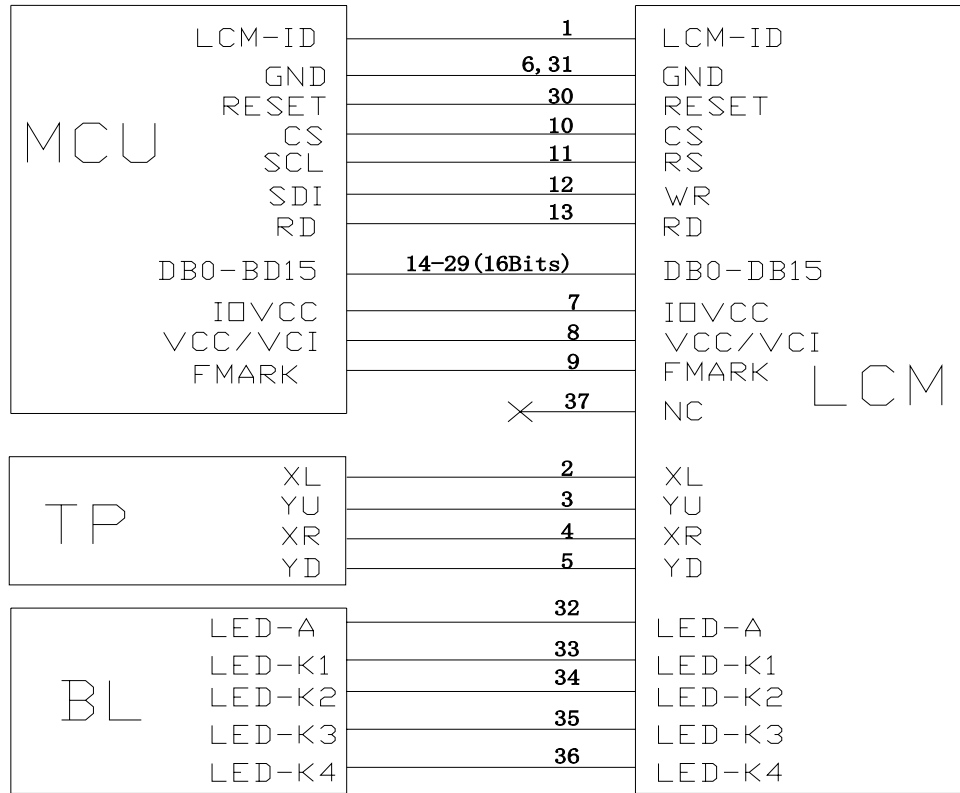 LCM-ID 1 LCM-ID
GND 6,31 GND
RESET 30 RESET
CS 10 CS
MCU
SCL 11 RS
SDI 12 WR
RD 13 RD
DB0-BD15 14-29(16Bits) DB0-DB15
IOVCC 7 IOVCC
VCC/VCI 8 VCC/VCI
FMARK 9 FMARK
LCM
37 NC
XL 2 XL
YU 3 YU
TP
XR 4 XR
YD 5 YD
LED-A 32 LED-A
LED-K1 33 LED-K1
LED-K2 34 LED-K2
BL
LED-K3 35 LED-K3
LED-K4 36 LED-K4